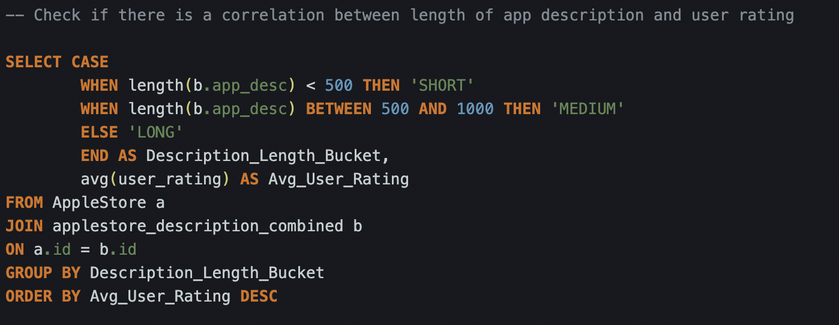 -- Check if there is a correlation between length of app description and user rating
SELECT CASE
WHEN length(b.app_desc) < 500 THEN 'SHORT'
WHEN length(b.app_desc) BETWEEN 500 AND 1000 THEN 'MEDIUM'
ELSE 'LONG'
END AS Description_Length_Bucket,
avg(user_rating) AS Avg_User_Rating
FROM AppleStore a
JOIN applestore_description_combined b
ON a.id = b.id
GROUP BY Description_Length_Bucket
ORDER BY Avg_User_Rating DESC